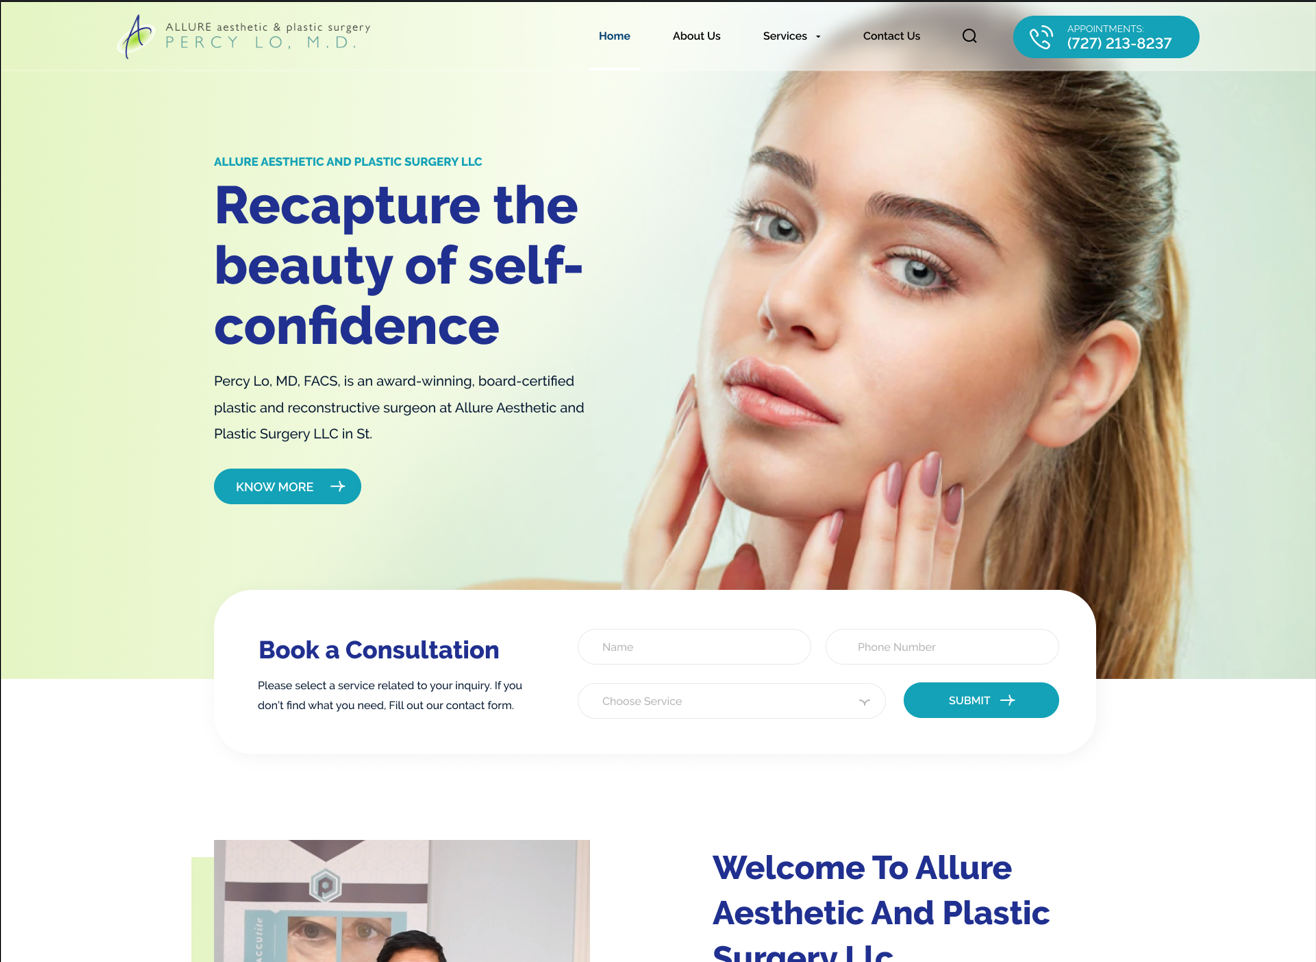 ALLURE aesthetic & plastic surgery
PERCY LO, M.D.
Home
About Us
Services
Contact Us
APPOINTMENTS:
(727) 213-8237
ALLURE AESTHETIC AND PLASTIC SURGERY LLC
Recapture the
beauty of self-
confidence
Percy Lo, MD, FACS, is an award-winning, board-certified
plastic and reconstructive surgeon at Allure Aesthetic and
Plastic Surgery LLC in St.
KNOW MORE
Book a Consultation
Please select a service related to your inquiry. If you
don't find what you need, Fill out our contact form.
Name
Phone Number
Choose Service
SUBMIT
ACCUtite
Welcome To Allure
Aesthetic And Plastic
Surgery Llc